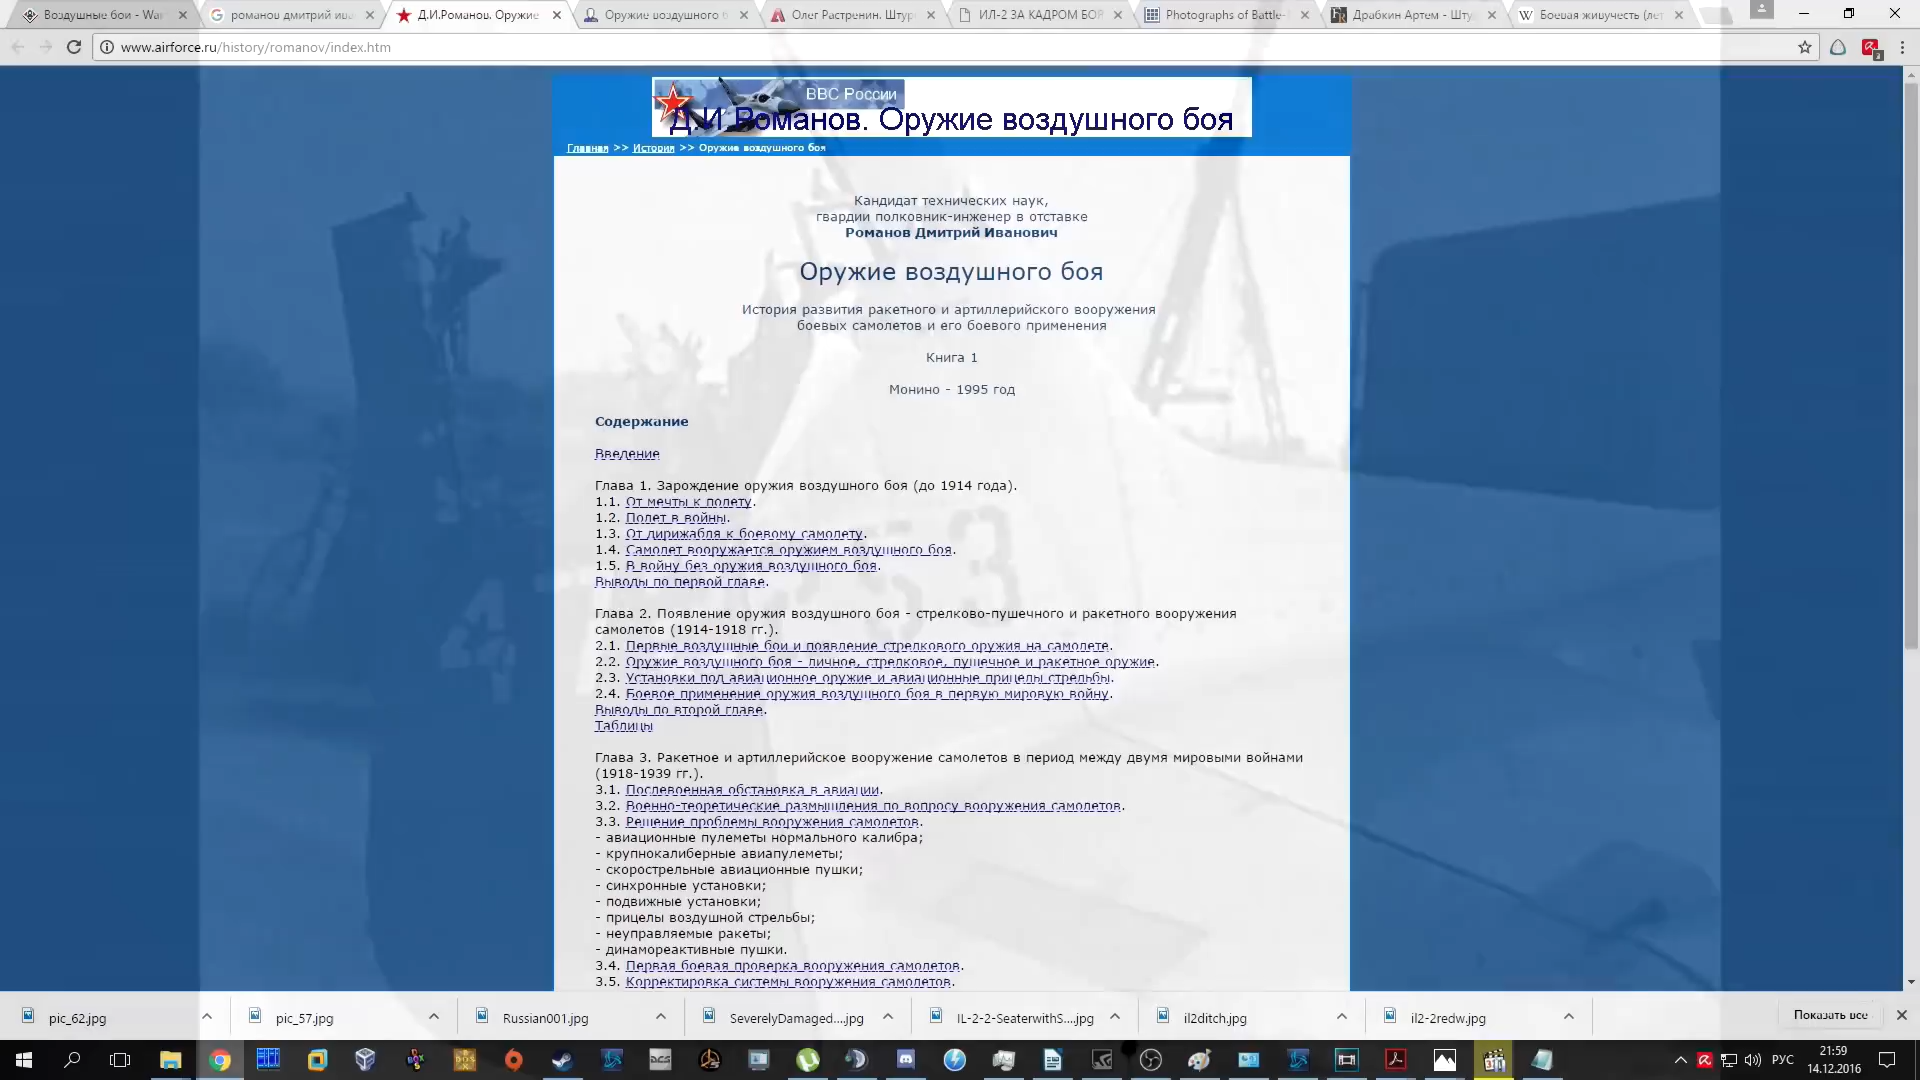 Воздушные бои - Wa
романов дмитрий ив
Д.И.Романов. Оружие
Оружие воздушного б
Олег Растренин. Штур
ИЛ-2 ЗА КАДРОМ БОЯ
Photographs of Battle-
Драбкин Артем - Шту
Боевая живучесть (лет
www.airforce.ru/history/romanov/index.htm
ВВС России
Д.И.Романов. Оружие воздушного боя
Главная >> История >> Оружие воздушного боя
Кандидат технических наук,
гвардии полковник-инженер в отставке
Романов Дмитрий Иванович
Оружие воздушного боя
История развития ракетного и артиллерийского вооружения
боевых самолетов и его боевого применения
Книга 1
Монино - 1995 год
Содержание
Введение
Глава 1. Зарождение оружия воздушного боя (до 1914 года).
1.1. От мечты к полету.
1.2. Полет в войны.
1.3. От дирижабля к боевому самолету.
1.4. Самолет вооружается оружием воздушного боя.
1.5. В войну без оружия воздушного боя.
Выводы по первой главе.
Глава 2. Появление оружия воздушного боя - стрелково-пушечного и ракетного вооружения
самолетов (1914-1918 гг.).
2.1. Первые воздушные бои и появление стрелкового оружия на самолете.
2.2. Оружие воздушного боя - личное, стрелковое, пушечное и ракетное оружие.
2.3. Установки под авиационное оружие и авиационные прицелы стрельбы.
2.4. Боевое применение оружия воздушного боя в первую мировую войну.
Выводы по второй главе.
Таблицы
Глава 3. Ракетное и артиллерийское вооружение самолетов в период между двумя мировыми войнами
(1918-1939 гг.).
3.1. Послевоенная обстановка в авиации.
3.2. Военно-теоретические размышления по вопросу вооружения самолетов.
3.3. Решение проблемы вооружения самолетов.
- авиационные пулеметы нормального калибра;
- крупнокалиберные авиапулеметы;
- скорострельные авиационные пушки;
- синхронные установки;
- подвижные установки;
- прицелы воздушной стрельбы;
- неуправляемые ракеты;
- динамореактивные пушки.
3.4. Первая боевая проверка вооружения самолетов.
3.5. Корректировка системы вооружения самолетов.
pic_62.jpg
pic_57.jpg
Russian001.jpg
SeverelyDamaged....jpg
IL-2-2-SeaterwithS....jpg
il2ditch.jpg
il2-2redw.jpg
Показать все
РУС
21:59
14.12.2016